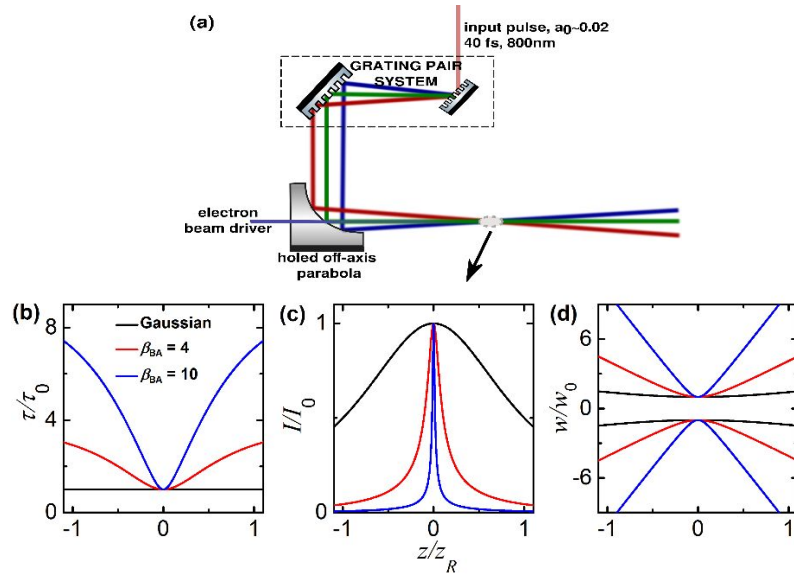 (a)
input pulse, a₀~0.02
40 fs, 800nm
GRATING PAIR
SYSTEM
electron
beam driver
holed off-axis
parabola
(b)
(c)
(d)
8
4
0
τ/τ₀
Gaussian
β_BA = 4
β_BA = 10
-1
0
1
1
0
I/I₀
-1
0
1
z/z_R
6
0
-6
w/w₀
-1
0
1